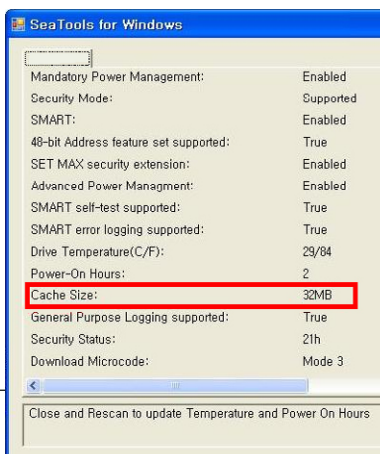 SeaTools for Windows
Mandatory Power Management: Enabled
Security Mode: Supported
SMART: Enabled
48-bit Address feature set supported: True
SET MAX security extension: Enabled
Advanced Power Managment: Enabled
SMART self-test supported: True
SMART error logging supported: True
Drive Temperature(C/F): 29/84
Power-On Hours: 2
Cache Size: 32MB
General Purpose Logging supported: True
Security Status: 21h
Download Microcode: Mode 3
Close and Rescan to update Temperature and Power On Hours